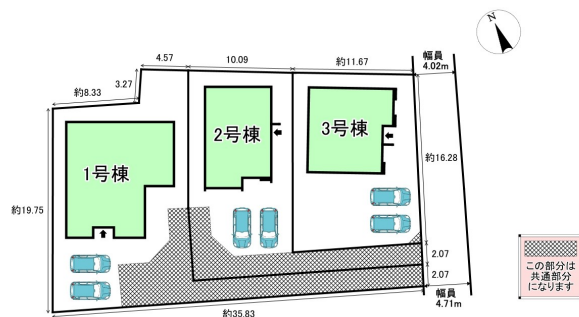 N
4.57
10.09
約11.67
幅員
4.02m
3.27
約8.33
2号棟
3号棟
1号棟
約16.28
約19.75
2.07
2.07
この部分は
共通部分
になります
幅員
4.71m
約35.83